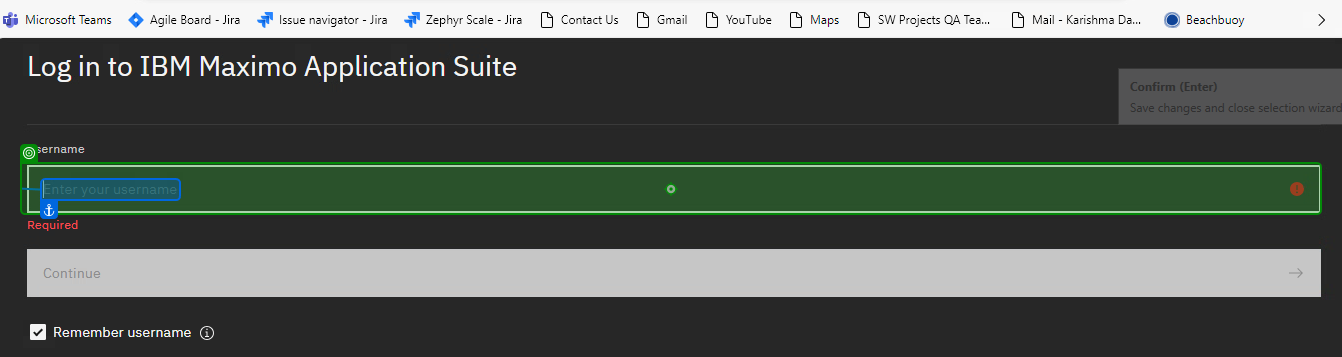 Microsoft Teams Agile Board - Jira Issue navigator - Jira Zephyr Scale - Jira Contact Us Gmail YouTube Maps SW Projects QA Tea... Mail - Karishma Da... Beachbuoy
Log in to IBM Maximo Application Suite
Confirm (Enter)
Save changes and close selection wizard
sername
Enter your username
Required
Continue
Remember username